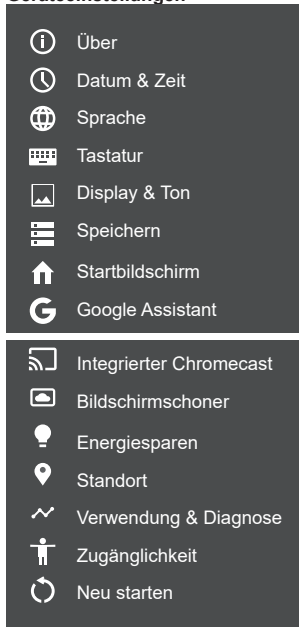 Geräteeinstellungen
Über
Datum & Zeit
Sprache
Tastatur
Display & Ton
Speichern
Startbildschirm
Google Assistant
Integrierter Chromecast
Bildschirmschoner
Energiesparen
Standort
Verwendung & Diagnose
Zugänglichkeit
Neu starten